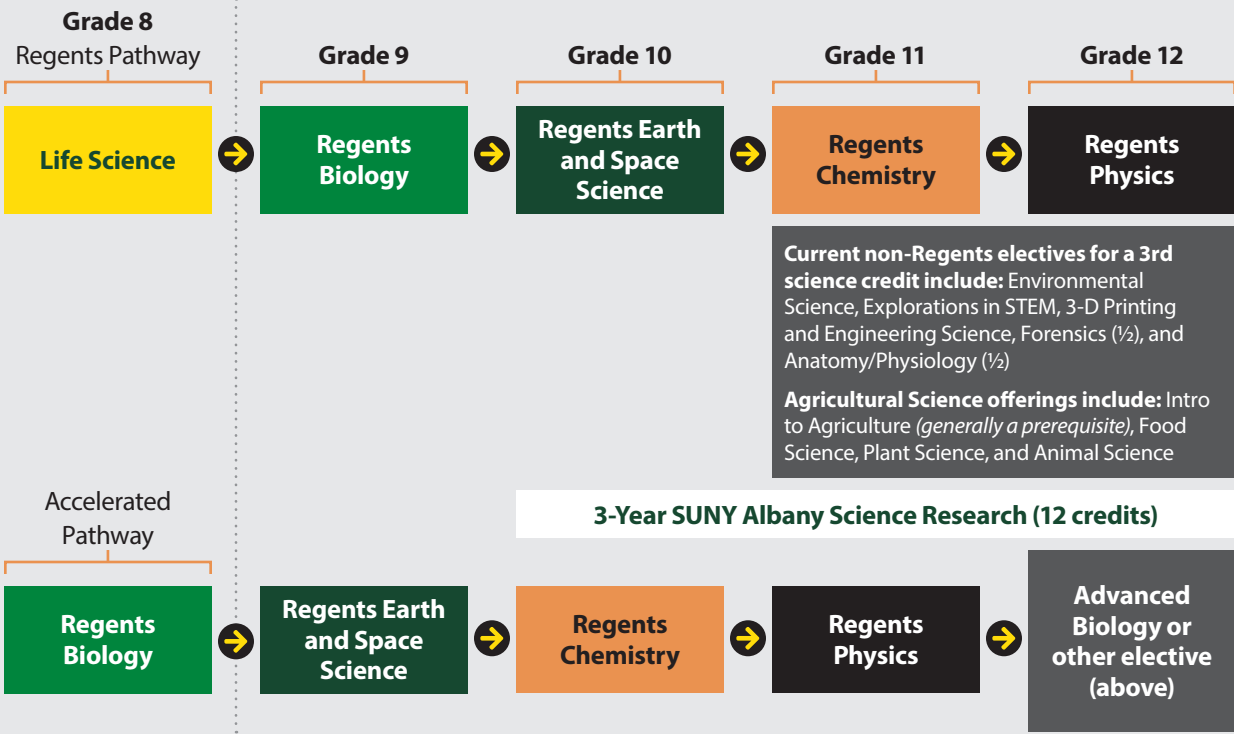 Grade 8
Regents Pathway
Grade 9
Grade 10
Grade 11
Grade 12
Life Science
Regents
Biology
Regents Earth
and Space
Science
Regents
Chemistry
Regents
Physics
Current non-Regents electives for a 3rd
science credit include: Environmental
Science, Explorations in STEM, 3-D Printing
and Engineering Science, Forensics (½), and
Anatomy/Physiology (½)
Agricultural Science offerings include: Intro
to Agriculture (generally a prerequisite), Food
Science, Plant Science, and Animal Science
3-Year SUNY Albany Science Research (12 credits)
Accelerated
Pathway
Regents
Biology
Regents Earth
and Space
Science
Regents
Chemistry
Regents
Physics
Advanced
Biology or
other elective
(above)